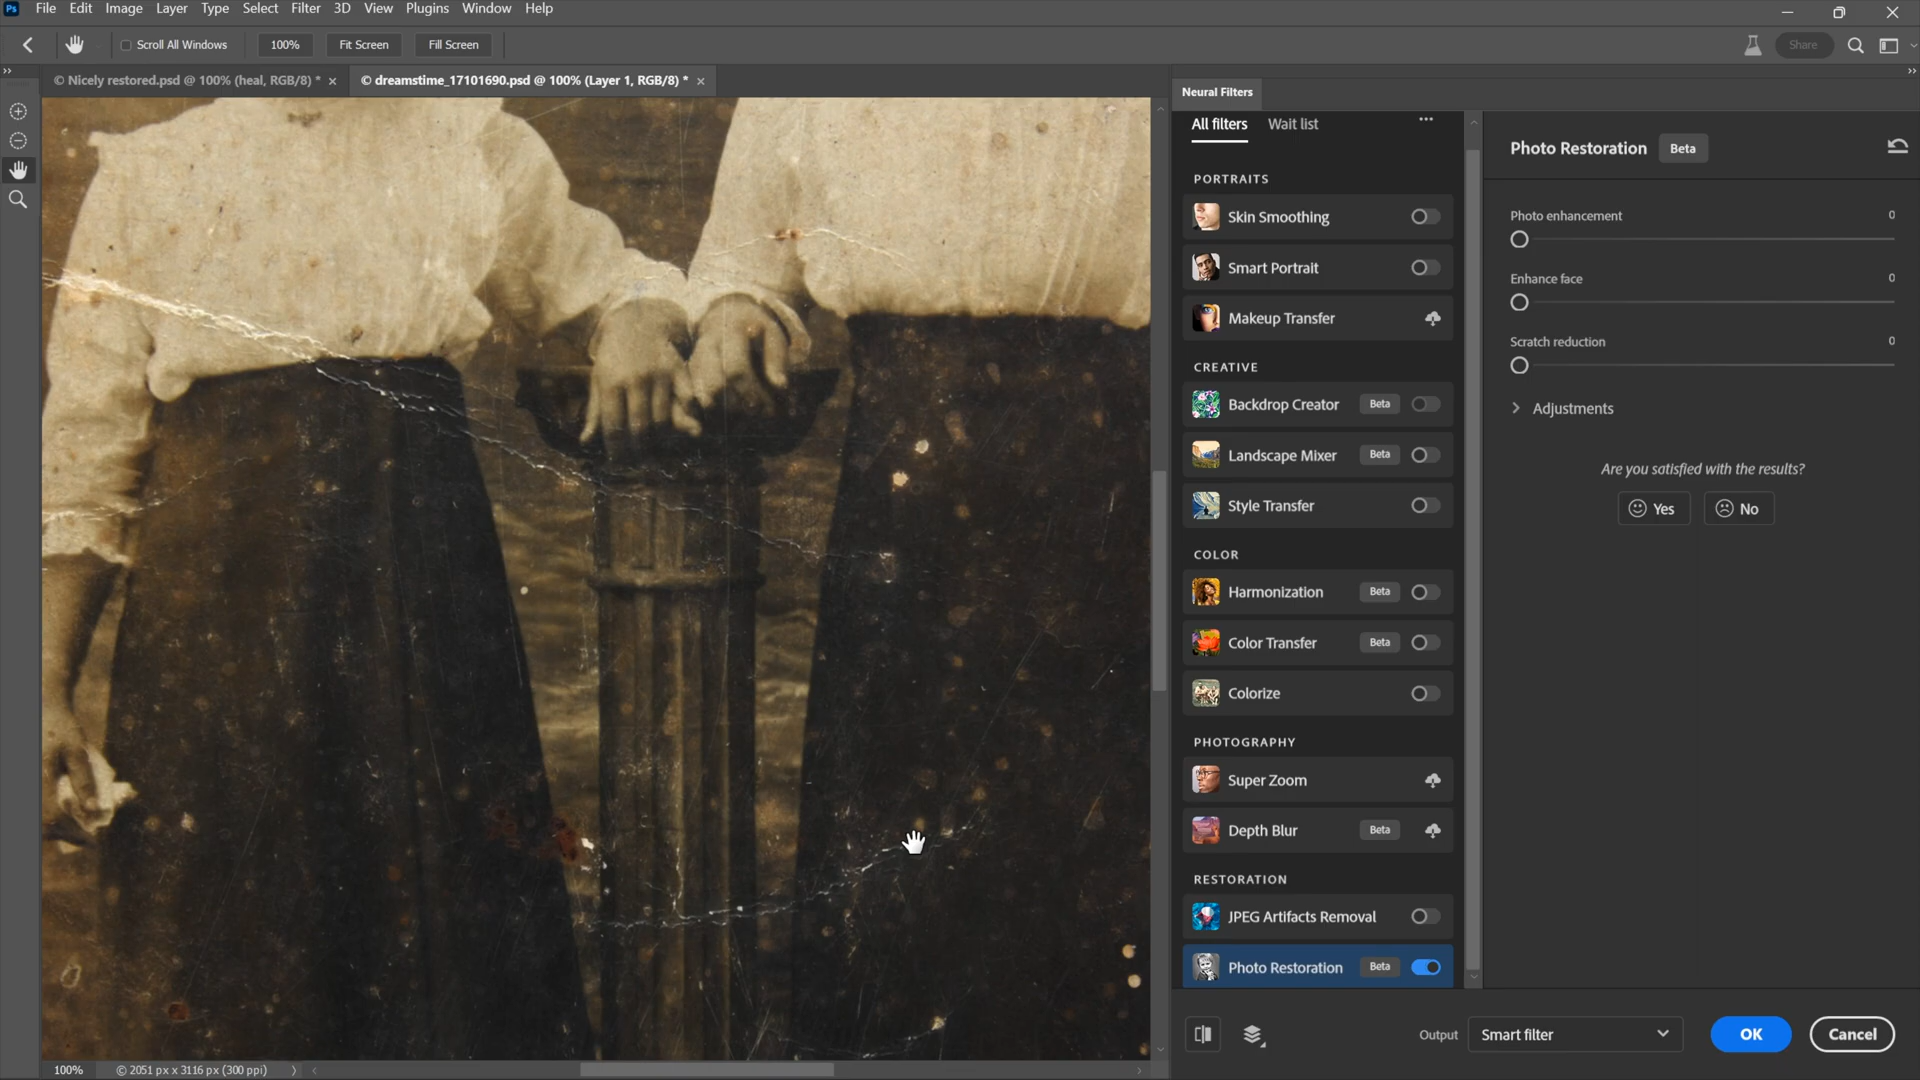 Ps File Edit Image Layer Type Select Filter 3D View Plugins Window Help
Scroll All Windows 100% Fit Screen Fill Screen Share
© Nicely restored.psd @ 100% (heal, RGB/8) * × © dreamstime_17101690.psd @ 100% (Layer 1, RGB/8) * ×
Neural Filters
All filters Wait list
Photo Restoration Beta
PORTRAITS
Skin Smoothing
Smart Portrait
Makeup Transfer
CREATIVE
Backdrop Creator Beta
Landscape Mixer Beta
Style Transfer
COLOR
Harmonization Beta
Color Transfer Beta
Colorize
PHOTOGRAPHY
Super Zoom
Depth Blur Beta
RESTORATION
JPEG Artifacts Removal
Photo Restoration Beta
Photo enhancement 0
Enhance face 0
Scratch reduction 0
Adjustments
Are you satisfied with the results?
Yes No
Output Smart filter OK Cancel
100% © 2051 px x 3116 px (300 ppi)